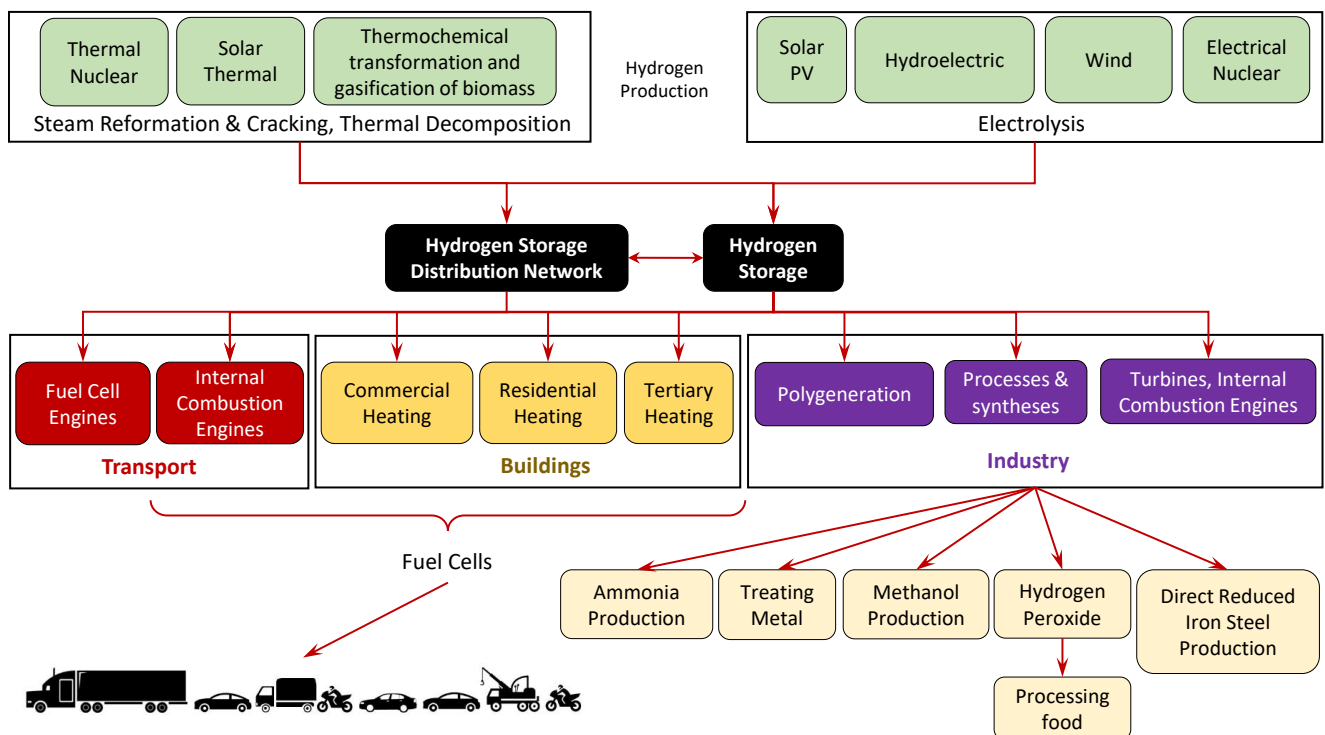 Thermal
Nuclear
Solar
Thermal
Thermochemical
transformation and
gasification of biomass
Steam Reformation & Cracking, Thermal Decomposition
Hydrogen
Production
Solar
PV
Hydroelectric
Wind
Electrical
Nuclear
Electrolysis
Hydrogen Storage
Distribution Network
Hydrogen
Storage
Fuel Cell
Engines
Internal
Combustion
Engines
Transport
Commercial
Heating
Residential
Heating
Tertiary
Heating
Buildings
Polygeneration
Processes &
syntheses
Turbines, Internal
Combustion Engines
Industry
Fuel Cells
Ammonia
Production
Treating
Metal
Methanol
Production
Hydrogen
Peroxide
Direct Reduced
Iron Steel
Production
Processing
food